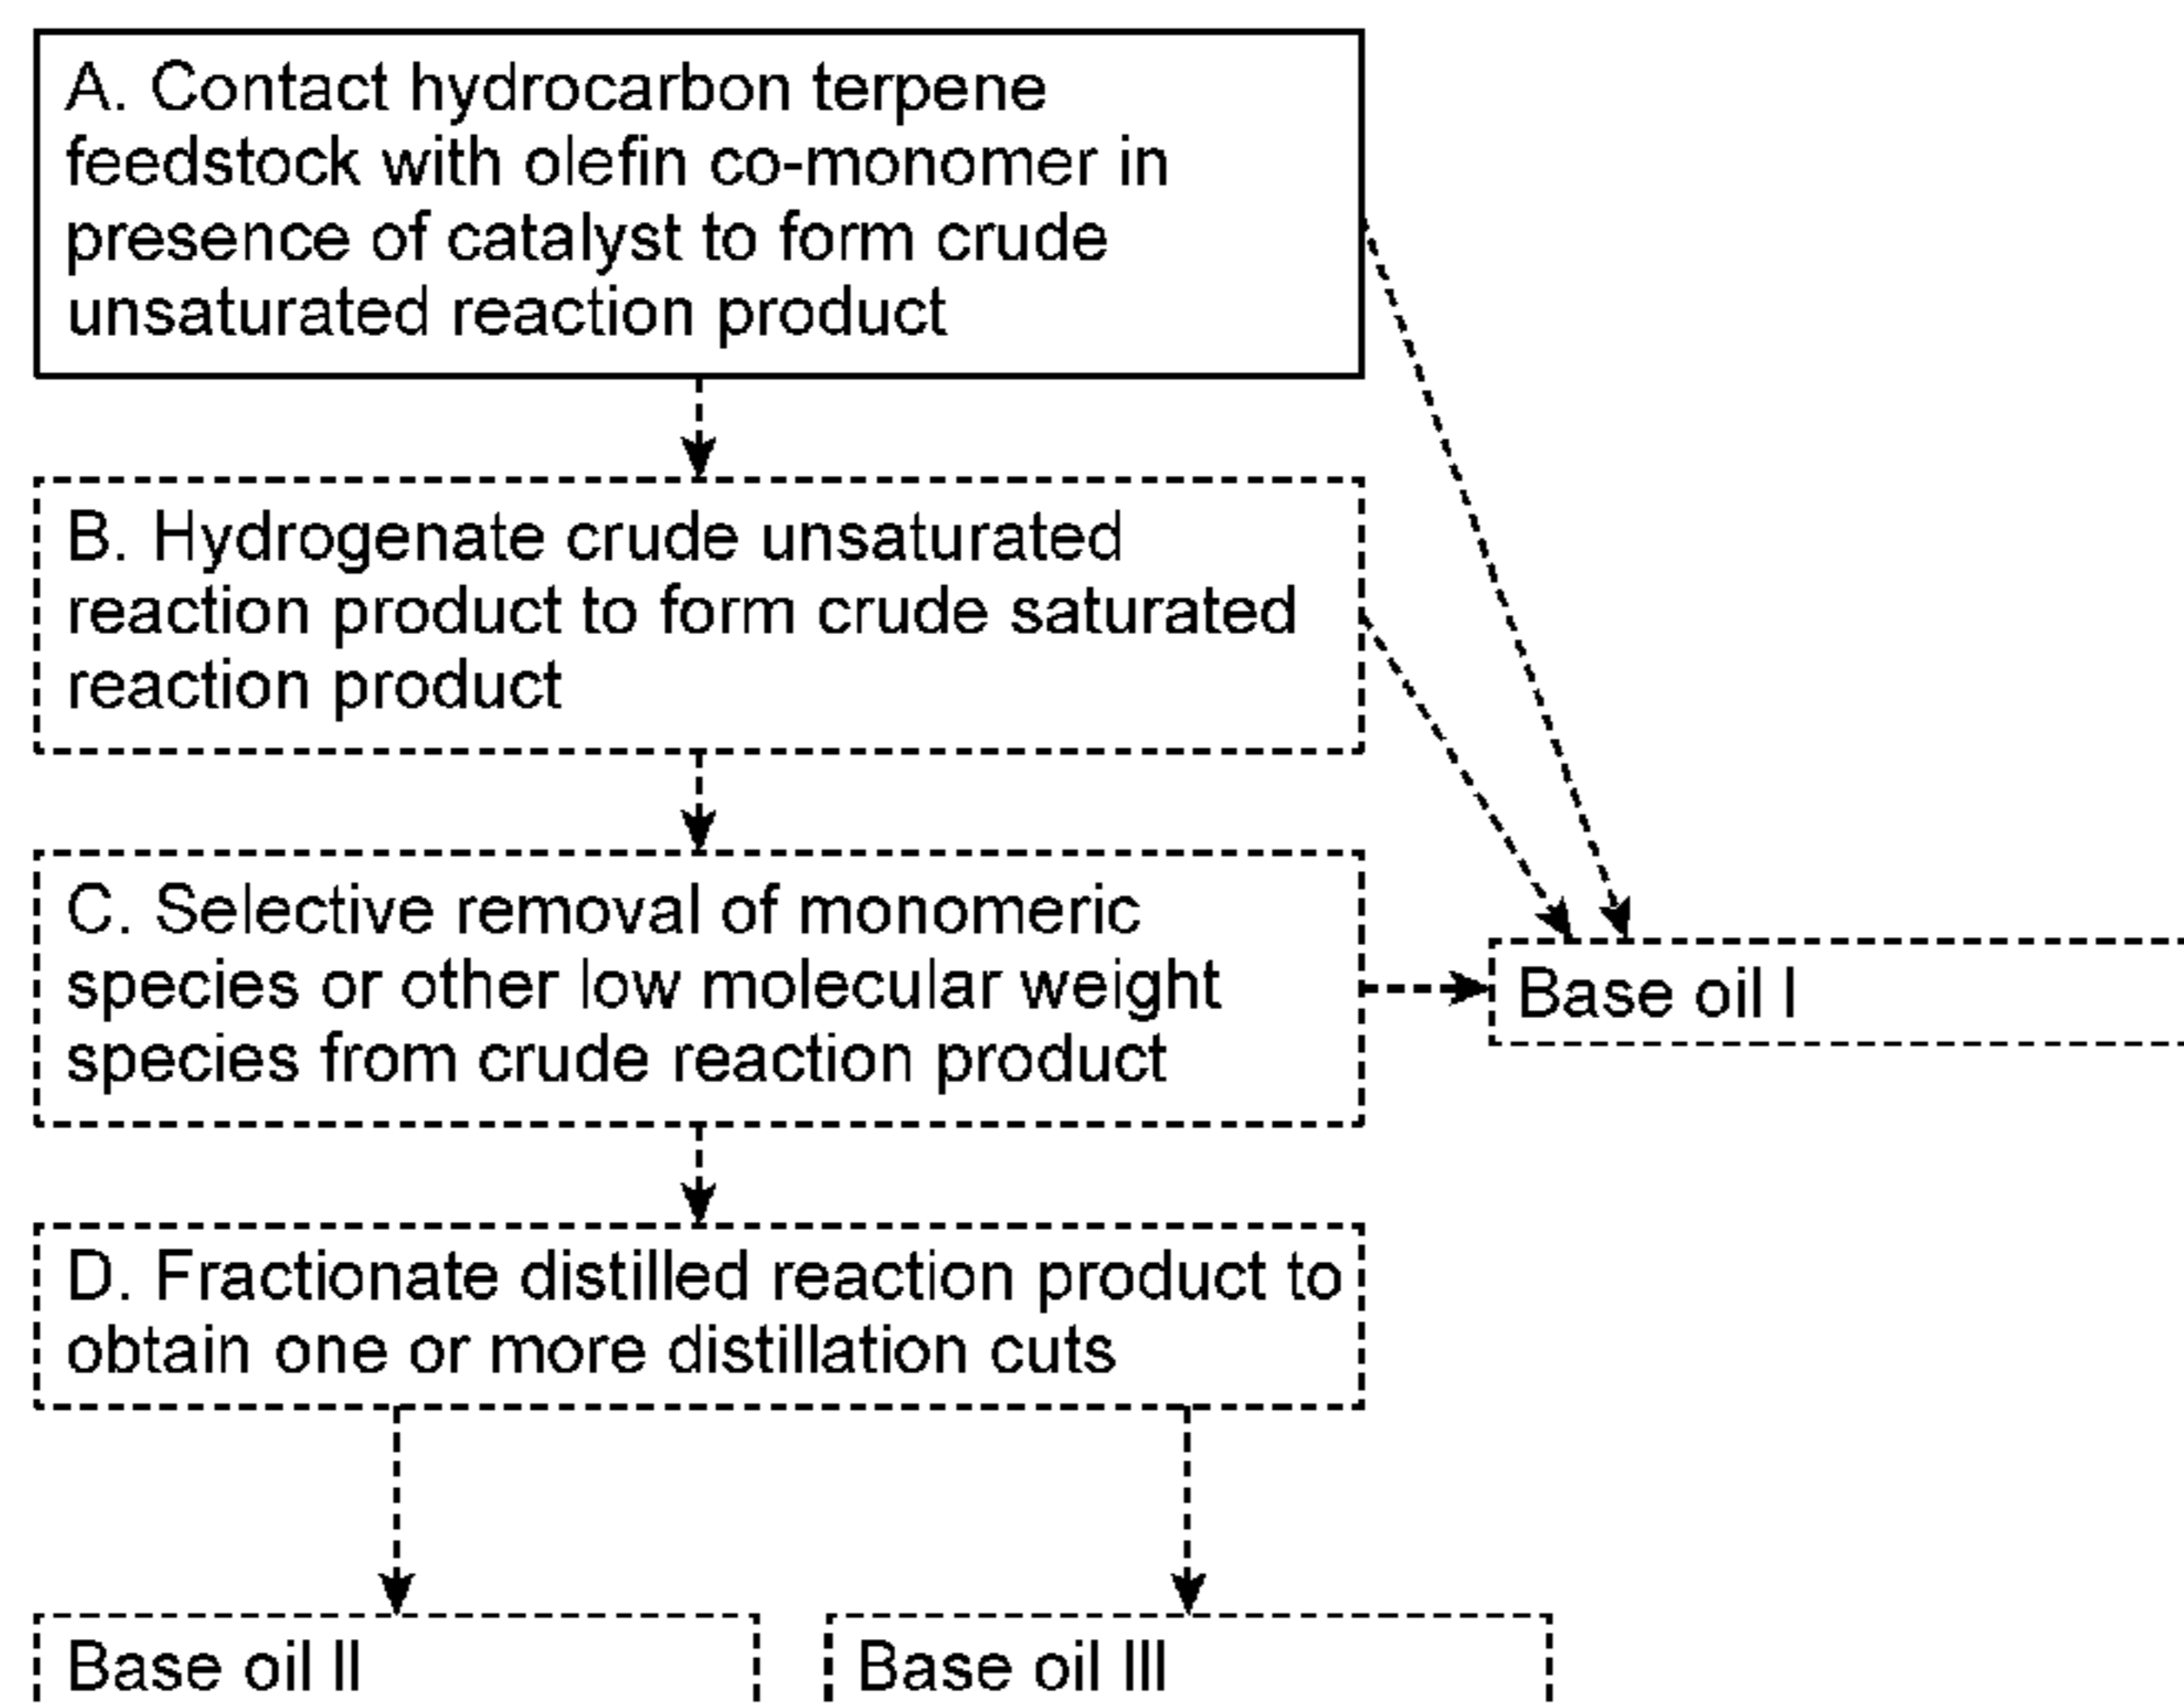 A. Contact hydrocarbon terpene
feedstock with olefin co-monomer in
presence of catalyst to form crude
unsaturated reaction product
B. Hydrogenate crude unsaturated
reaction product to form crude saturated
reaction product
C. Selective removal of monomeric
species or other low molecular weight
species from crude reaction product
Base oil I
D. Fractionate distilled reaction product to
obtain one or more distillation cuts
Base oil II
Base oil III